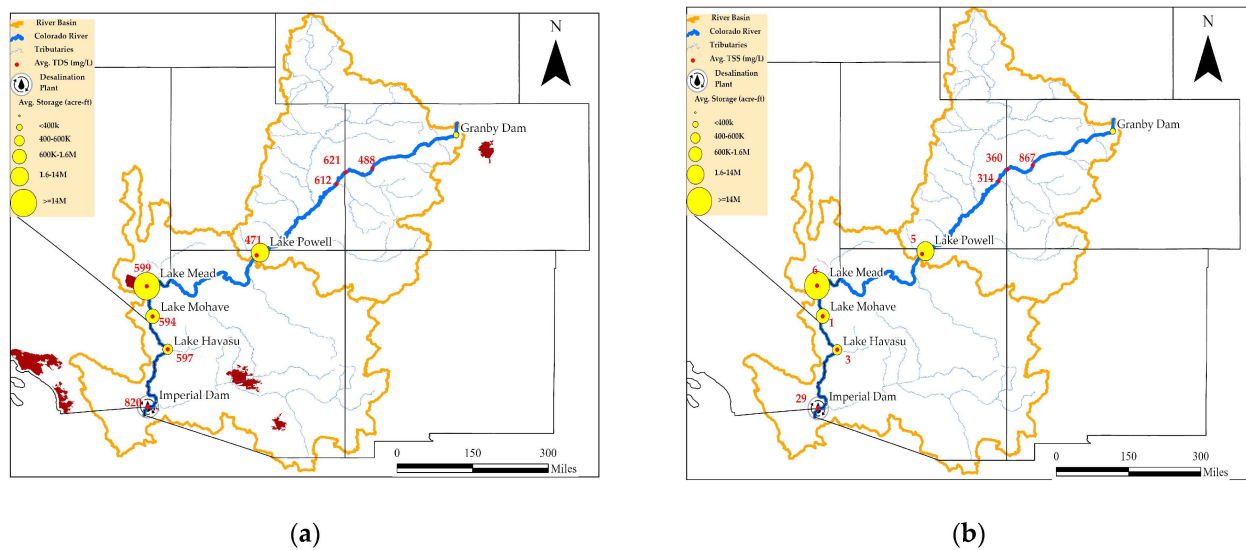 River Basin
Colorado River
Tributaries
Avg. TDS (mg/L)
Desalination
Plant
Avg. Storage (acre-ft)
<400k
400-600K
600K-1.6M
1.6-14M
>=14M
N
Granby Dam
621
488
612
471
Lake Powell
599
Lake Mead
Lake Mohave
594
Lake Havasu
597
Imperial Dam
820
0 150 300
Miles
(a)
River Basin
Colorado River
Tributaries
Avg. TSS (mg/L)
Desalination
Plant
Avg. Storage (acre-ft)
<400k
400-600K
600K-1.6M
1.6-14M
>=14M
N
Granby Dam
360
867
314
5
Lake Powell
6
Lake Mead
Lake Mohave
1
Lake Havasu
3
Imperial Dam
29
0 150 300
Miles
(b)